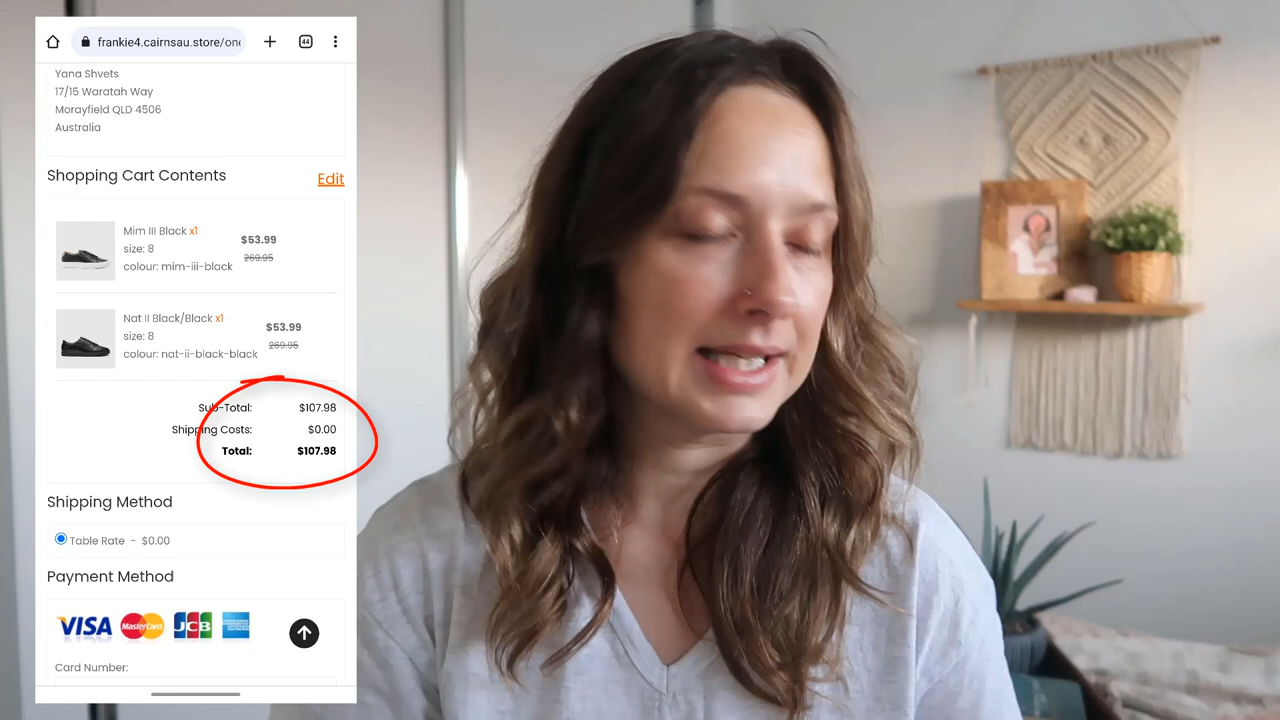 frankie4.cairnsau.store/one
44
Yana Shvets
17/15 Waratah Way
Morayfield QLD 4506
Australia
Shopping Cart Contents
Edit
Mim III Black x1
size: 8
colour: mim-iii-black
$53.99
269.95
Nat II Black/Black x1
size: 8
colour: nat-ii-black-black
$53.99
269.95
Sub-Total: $107.98
Shipping Costs: $0.00
Total: $107.98
Shipping Method
Table Rate - $0.00
Payment Method
VISA MasterCard JCB
Card Number: